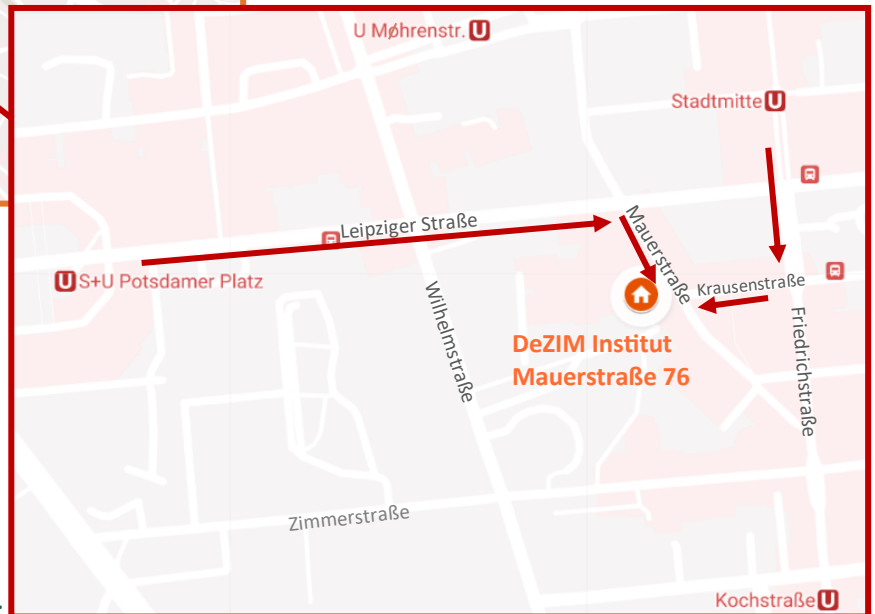 U Møhrenstr. U
Stadtmitte U
Leipziger Straße
Mauerstraße
U S+U Potsdamer Platz
Krausenstraße
Wilhelmstraße
Friedrichstraße
DeZIM Institut
Mauerstraße 76
Zimmerstraße
Kochstraße U